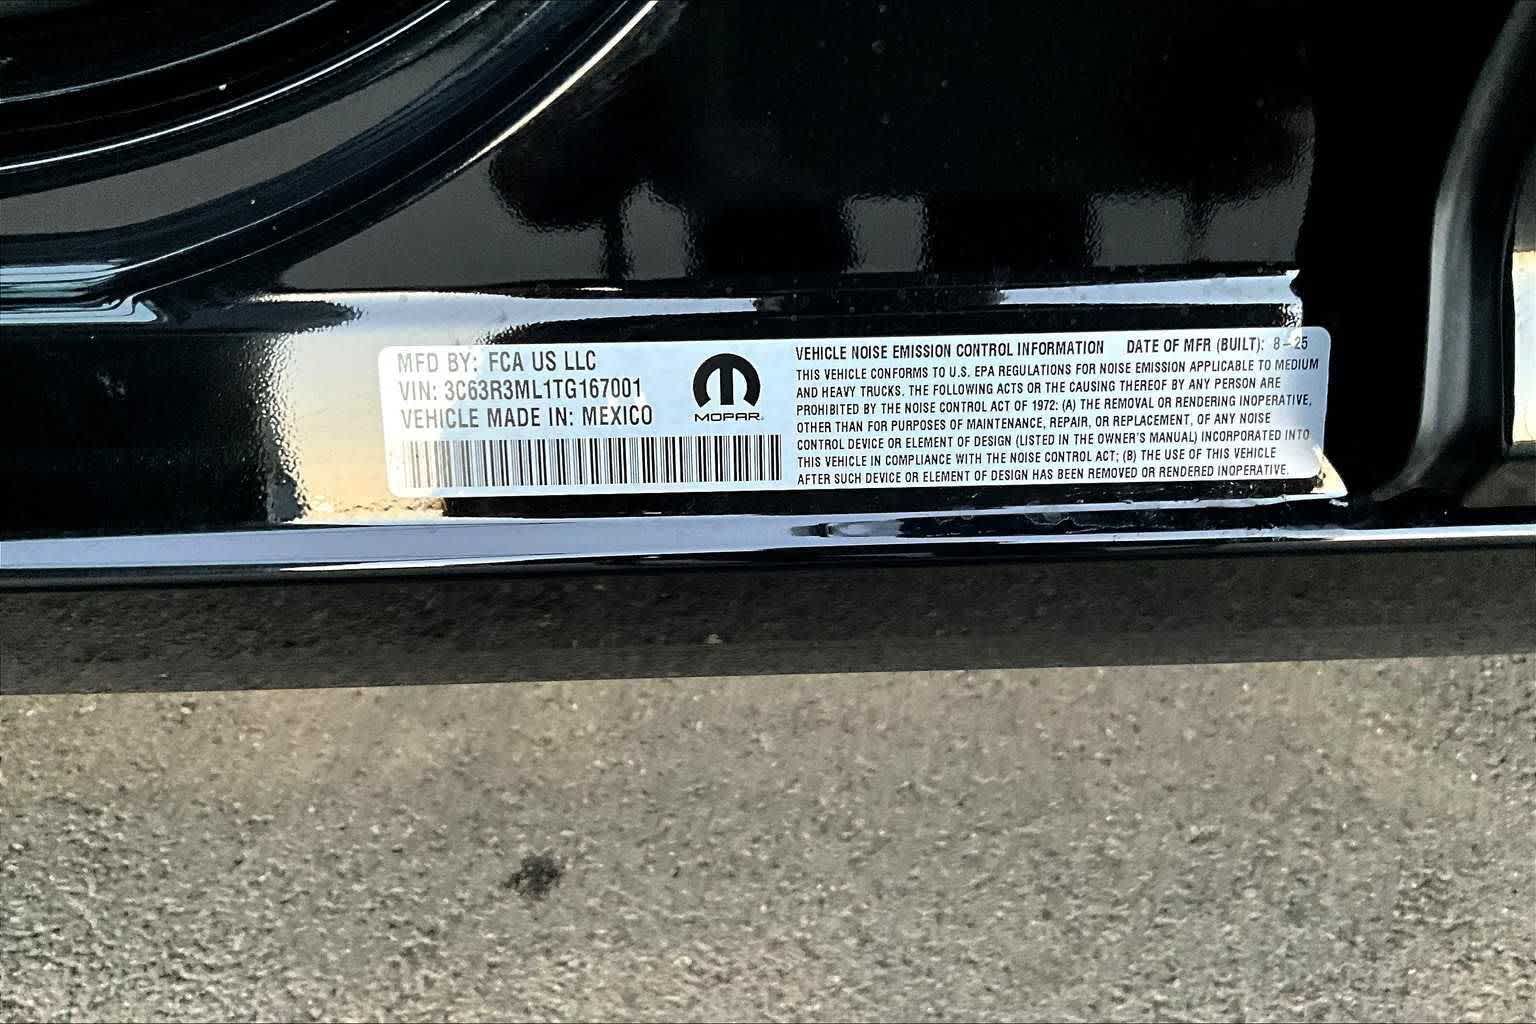 MFD BY: FCA US LLC
VIN: 3C63R3ML1TG167001
VEHICLE MADE IN: MEXICO
MOPAR
VEHICLE NOISE EMISSION CONTROL INFORMATION DATE OF MFR (BUILT): 8-25
THIS VEHICLE CONFORMS TO U.S. EPA REGULATIONS FOR NOISE EMISSION APPLICABLE TO MEDIUM
AND HEAVY TRUCKS. THE FOLLOWING ACTS OR THE CAUSING THEREOF BY ANY PERSON ARE
PROHIBITED BY THE NOISE CONTROL ACT OF 1972: (A) THE REMOVAL OR RENDERING INOPERATIVE,
OTHER THAN FOR PURPOSES OF MAINTENANCE, REPAIR, OR REPLACEMENT, OF ANY NOISE
CONTROL DEVICE OR ELEMENT OF DESIGN (LISTED IN THE OWNER'S MANUAL) INCORPORATED INTO
THIS VEHICLE IN COMPLIANCE WITH THE NOISE CONTROL ACT; (B) THE USE OF THIS VEHICLE
AFTER SUCH DEVICE OR ELEMENT OF DESIGN HAS BEEN REMOVED OR RENDERED INOPERATIVE.